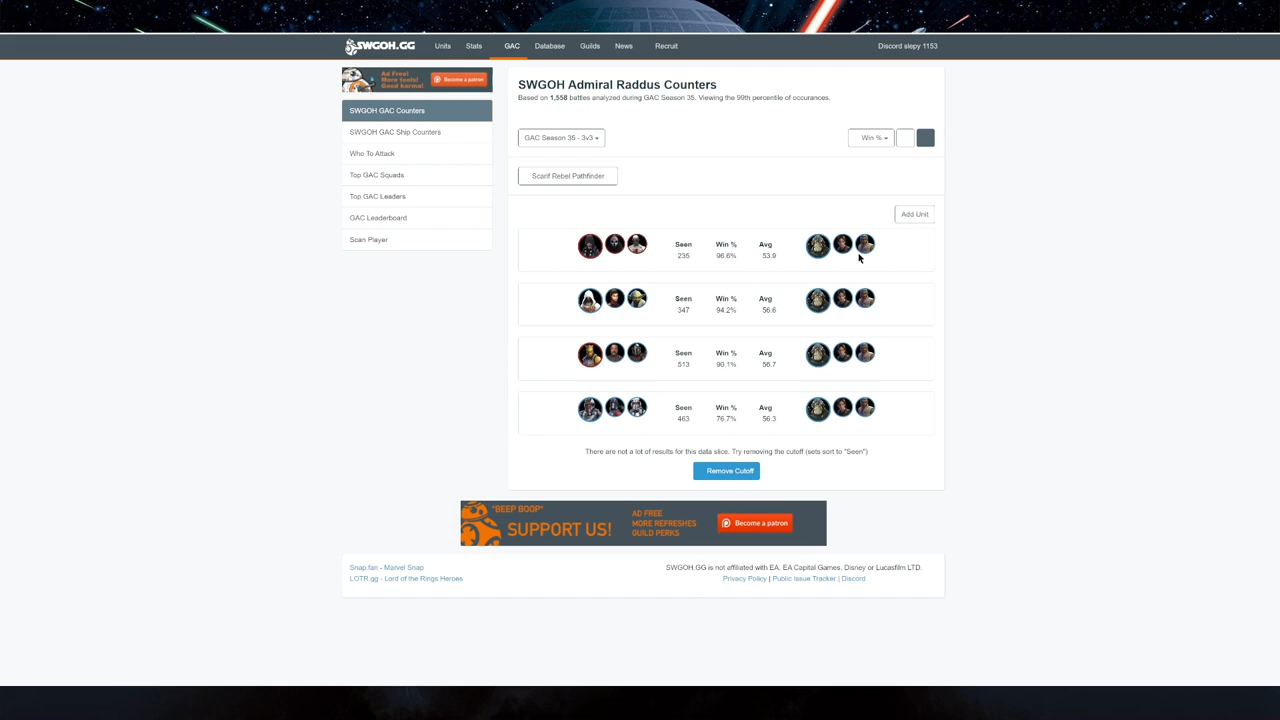 SWGOH.GG
Units
Stats
GAC
Database
Guilds
News
Recruit
Discord slepy 1153
Ad Free!
More tools!
Good harma!
Become a patron
SWGOH GAC Counters
SWGOH GAC Ship Counters
Who To Attack
Top GAC Squads
Top GAC Leaders
GAC Leaderboard
Scan Player
SWGOH Admiral Raddus Counters
Based on 1,558 battles analyzed during GAC Season 35. Viewing the 99th percentile of occurances.
GAC Season 35 - 3v3
Win %
Scarif Rebel Pathfinder
Add Unit
Seen Win % Avg
235 96.6% 53.9
Seen Win % Avg
347 94.2% 56.6
Seen Win % Avg
513 90.1% 56.7
Seen Win % Avg
463 76.7% 56.3
There are not a lot of results for this data slice. Try removing the cutoff (sets sort to "Seen")
Remove Cutoff
"BEEP BOOP"
SUPPORT US!
AD FREE
MORE REFRESHES
GUILD PERKS
Become a patron
Snap.fan - Marvel Snap
LOTR.gg - Lord of the Rings Heroes
SWGOH.GG is not affiliated with EA, EA Capital Games, Disney or Lucasfilm LTD.
Privacy Policy | Public Issue Tracker | Discord